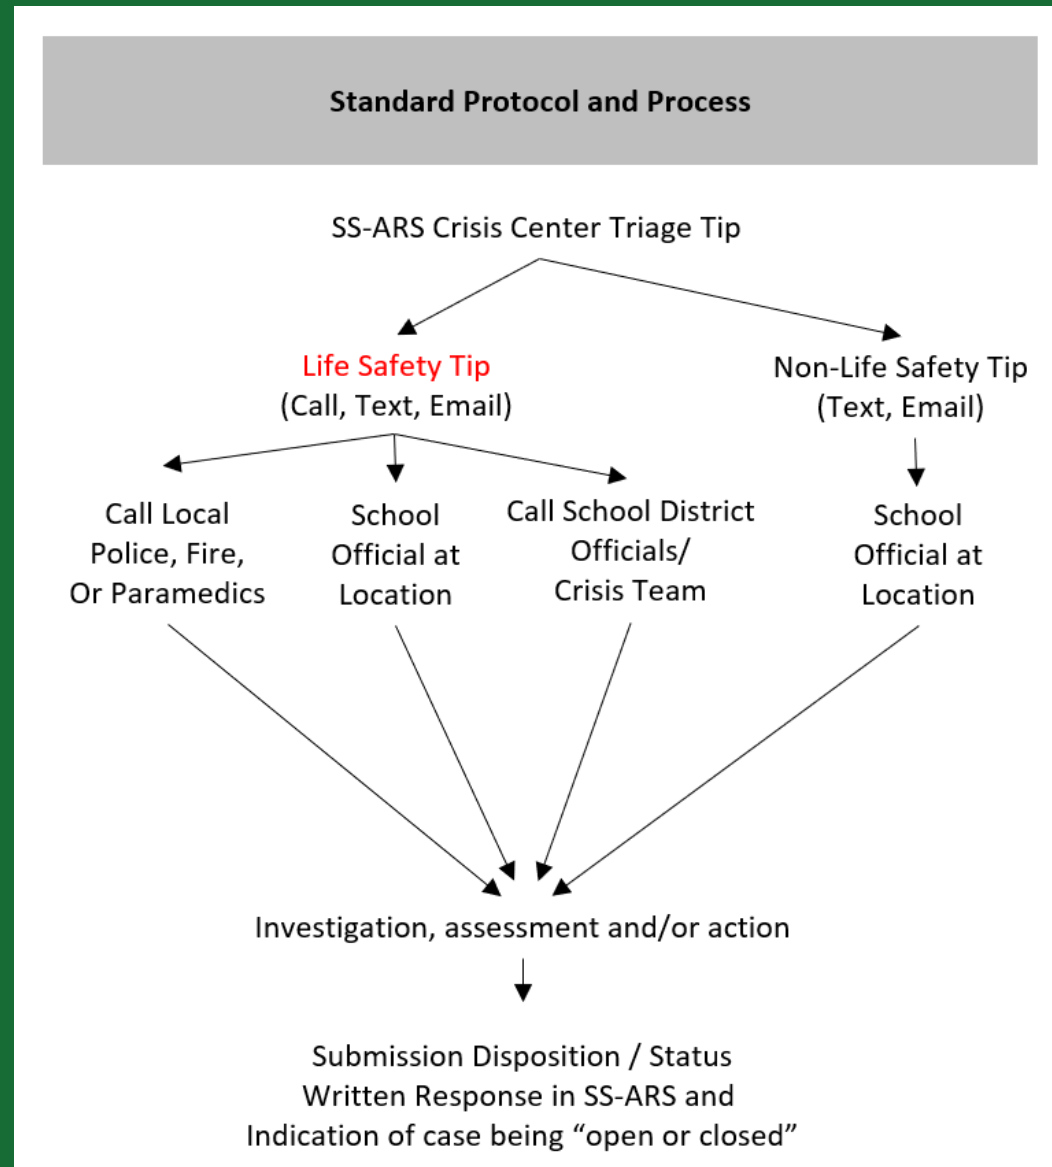 Standard Protocol and Process
SS-ARS Crisis Center Triage Tip
Life Safety Tip
(Call, Text, Email)
Non-Life Safety Tip
(Text, Email)
Call Local
Police, Fire,
Or Paramedics
School
Official at
Location
Call School District
Officials/
Crisis Team
School
Official at
Location
Investigation, assessment and/or action
Submission Disposition / Status
Written Response in SS-ARS and
Indication of case being “open or closed”